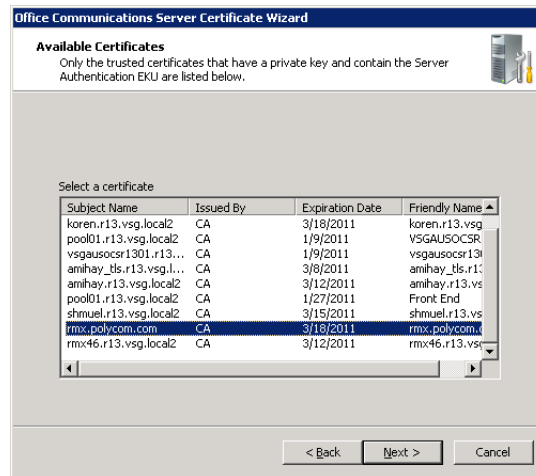 Office Communications Server Certificate Wizard
Available Certificates
Only the trusted certificates that have a private key and contain the Server
Authentication EKU are listed below.
Select a certificate
Subject Name Issued By Expiration Date Friendly Name
koren.r13.vsg.local2 CA 3/18/2011 koren.r13.vsg
pool01.r13.vsg.local2 CA 1/9/2011 VSGAUSOCSR
vsgausocsr1301.r13... CA 1/9/2011 vsgausocsr130
amihay_tls.r13.vsg.l... CA 3/8/2011 amihay_tls.r13
amihay.r13.vsg.local2 CA 3/12/2011 amihay.r13.vs
pool01.r13.vsg.local2 CA 1/27/2011 Front End
shmuel.r13.vsg.local2 CA 3/15/2011 shmuel.r13.vs
rmx.polycom.com CA 3/18/2011 rmx.polycom.c
rmx46.r13.vsg.local2 CA 3/12/2011 rmx46.r13.vsg
< Back Next > Cancel